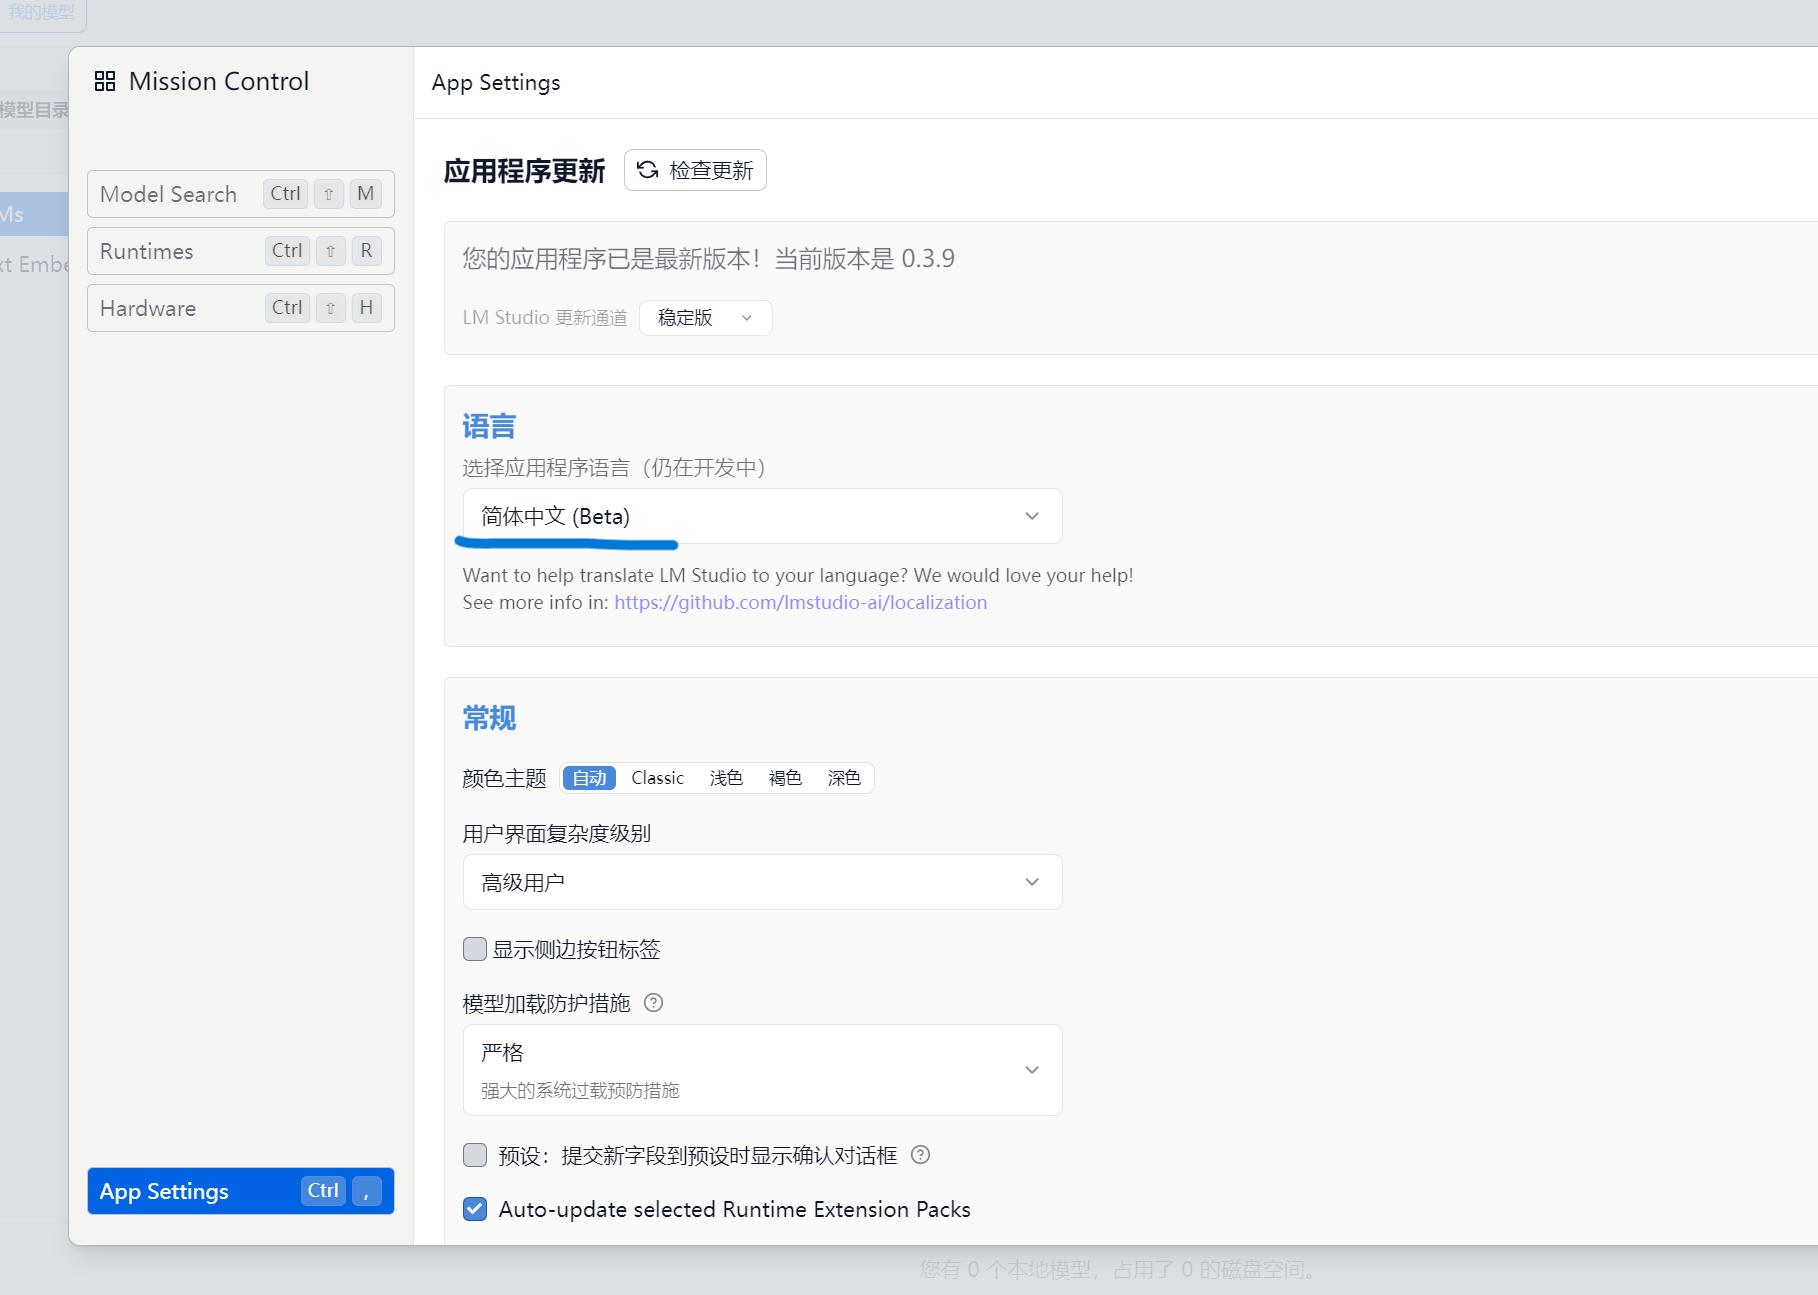 我的模型
模型目录
Ms
xt Embe
Mission Control
Model Search Ctrl ⇧ M
Runtimes Ctrl ⇧ R
Hardware Ctrl ⇧ H
App Settings Ctrl ,
App Settings
应用程序更新 检查更新
您的应用程序已是最新版本！当前版本是 0.3.9
LM Studio 更新通道 稳定版
语言
选择应用程序语言（仍在开发中）
简体中文 (Beta)
Want to help translate LM Studio to your language? We would love your help!
See more info in: https://github.com/lmstudio-ai/localization
常规
颜色主题 自动 Classic 浅色 褐色 深色
用户界面复杂度级别
高级用户
显示侧边按钮标签
模型加载防护措施 ?
严格
强大的系统过载预防措施
预设：提交新字段到预设时显示确认对话框 ?
Auto-update selected Runtime Extension Packs
您有 0 个本地模型，占用了 0 的磁盘空间。